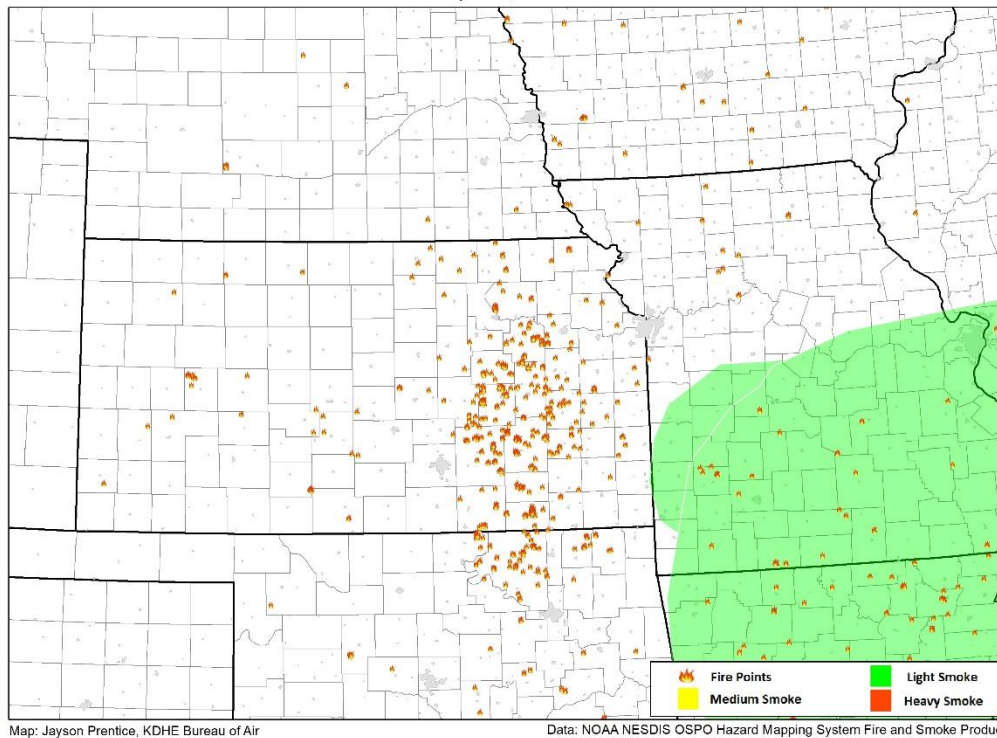 Fire Points
Light Smoke
Medium Smoke
Heavy Smoke
Map: Jayson Prentice, KDHE Bureau of Air
Data: NOAA NESDIS OSPO Hazard Mapping System Fire and Smoke Produc